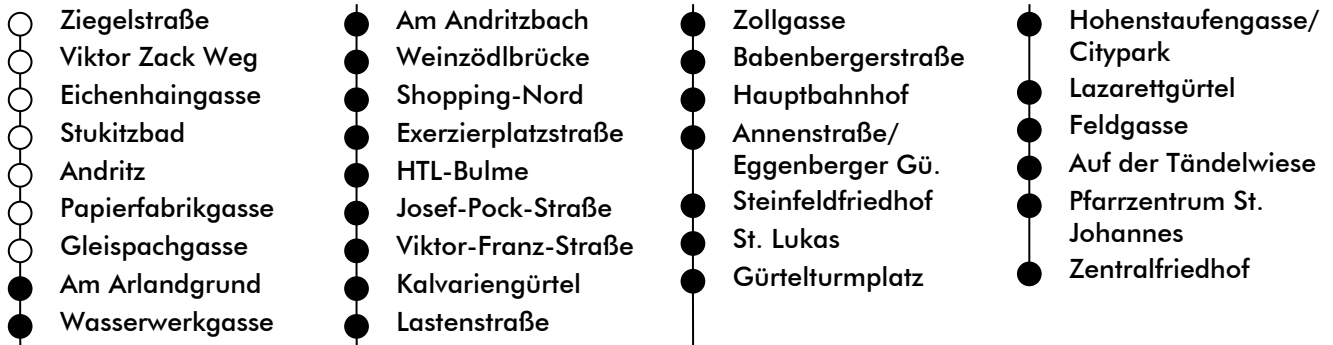 Ziegelstraße
Viktor Zack Weg
Eichenhaingasse
Stukitzbad
Andritz
Papierfabrikgasse
Gleispachgasse
Am Arlandgrund
Wasserwerkgasse
Am Andritzbach
Weinzödlbrücke
Shopping-Nord
Exerzierplatzstraße
HTL-Bulme
Josef-Pock-Straße
Viktor-Franz-Straße
Kalvariengürtel
Lastenstraße
Zollgasse
Babenbergerstraße
Hauptbahnhof
Annenstraße/
Eggenberger Gü.
Steinfeldfriedhof
St. Lukas
Gürtelturmplatz
Hohenstaufengasse/
Citypark
Lazarettgürtel
Feldgasse
Auf der Tändelwiese
Pfarrzentrum St.
Johannes
Zentralfriedhof